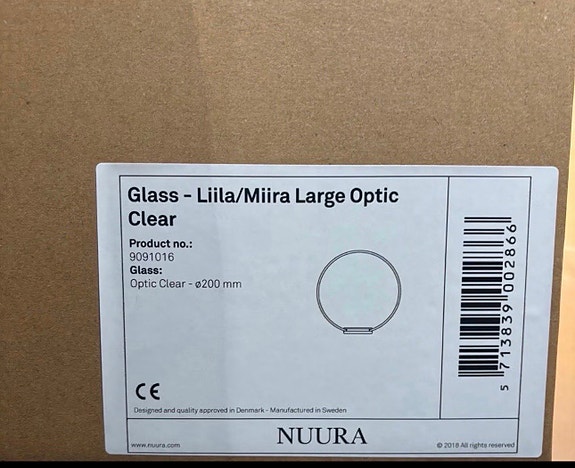 Glass - Liila/Miira Large Optic
Clear
Product no.:
9091016
Glass:
Optic Clear - ø200 mm
5 713839 002866
CE
Designed and quality approved in Denmark - Manufactured in Sweden
www.nuura.com
NUURA
© 2018 All rights reserved